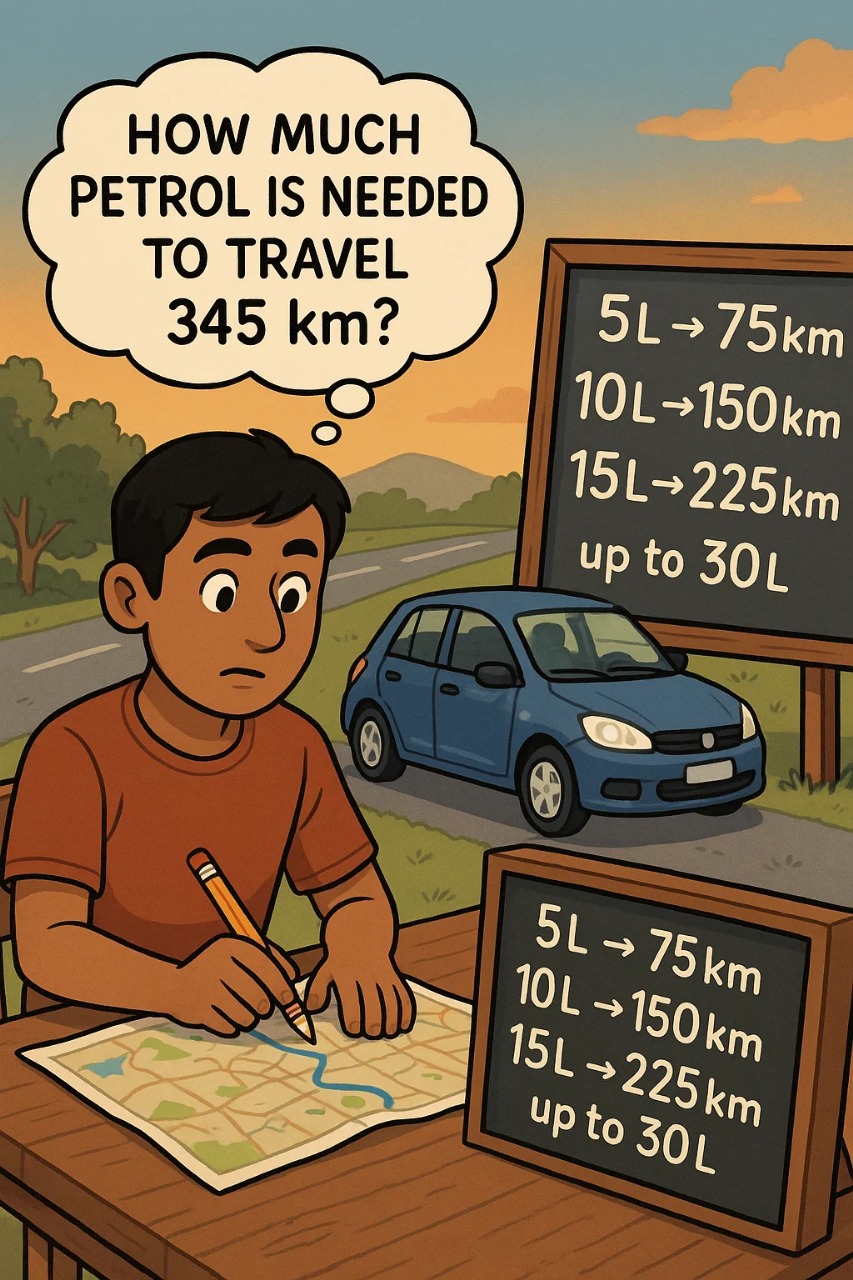 HOW MUCH
PETROL IS NEEDED
TO TRAVEL
345 km?
5L → 75km
10L → 150km
15L → 225km
up to 30L
5L → 75km
10L → 150km
15L → 225km
up to 30L